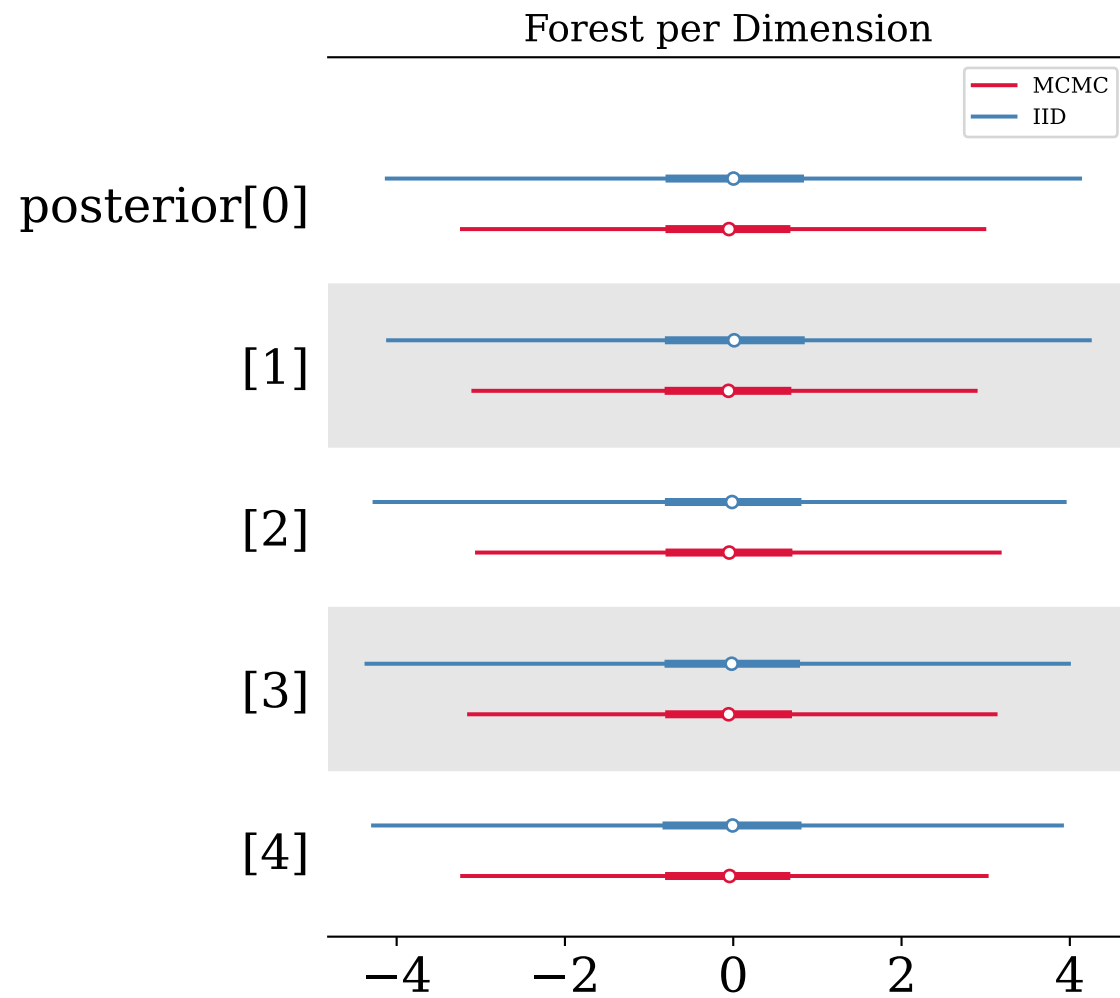 Forest per Dimension
MCMC
IID
posterior[0]
[1]
[2]
[3]
[4]
−4 −2 0 2 4